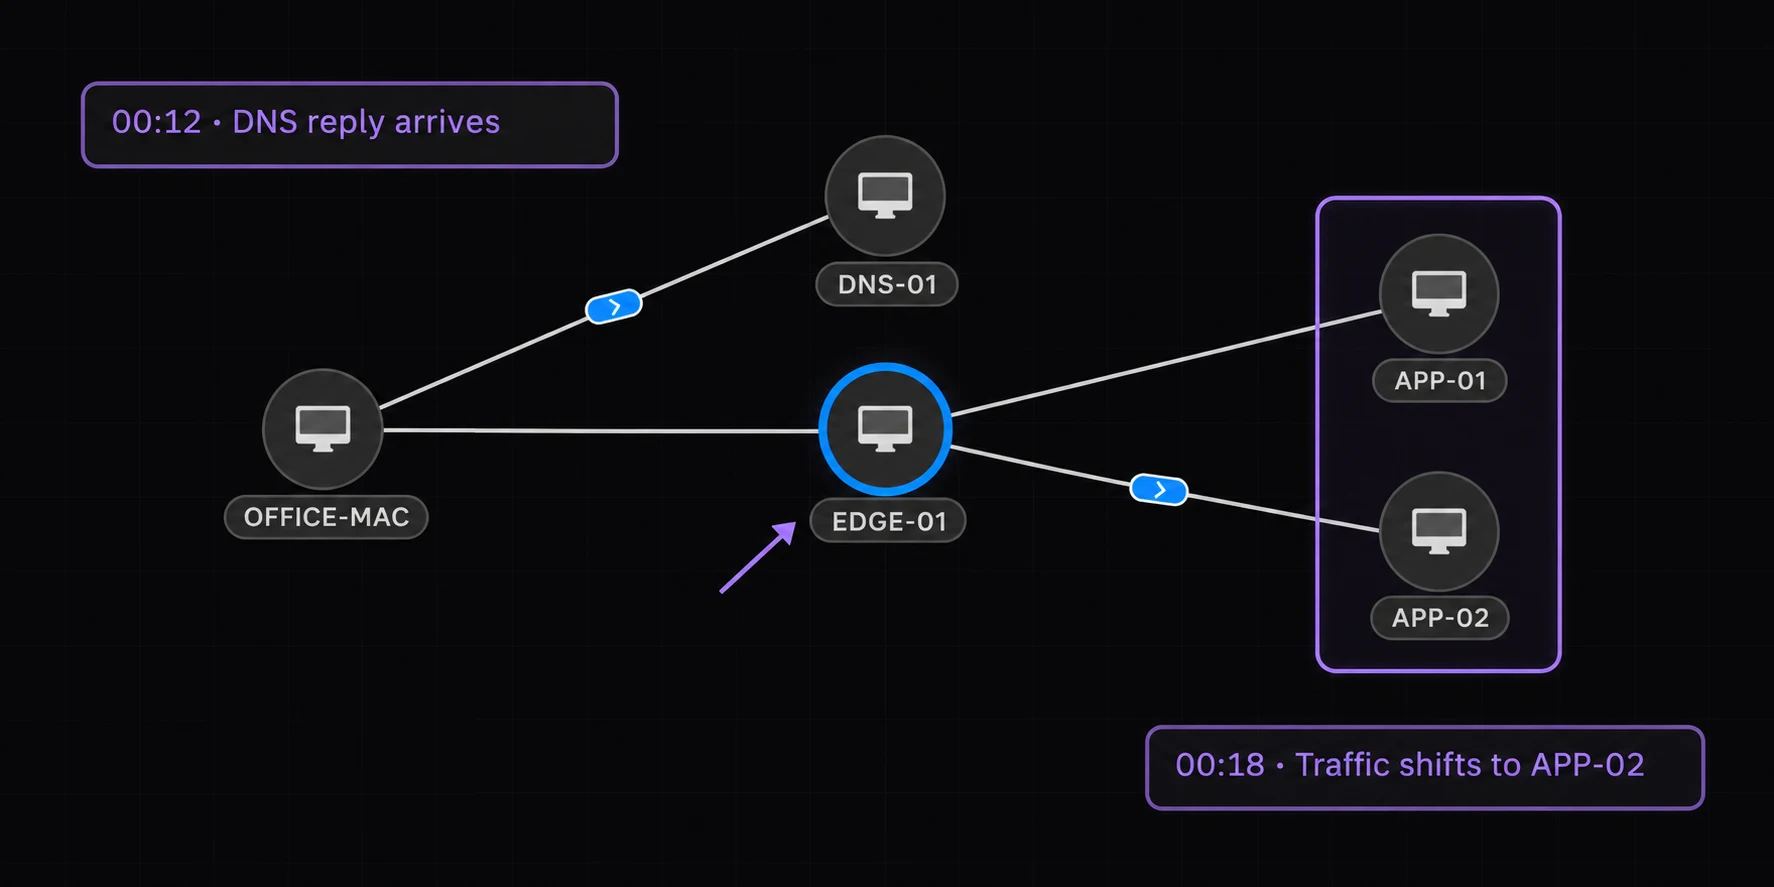 00:12 · DNS reply arrives
DNS-01
APP-01
OFFICE-MAC
EDGE-01
APP-02
00:18 · Traffic shifts to APP-02